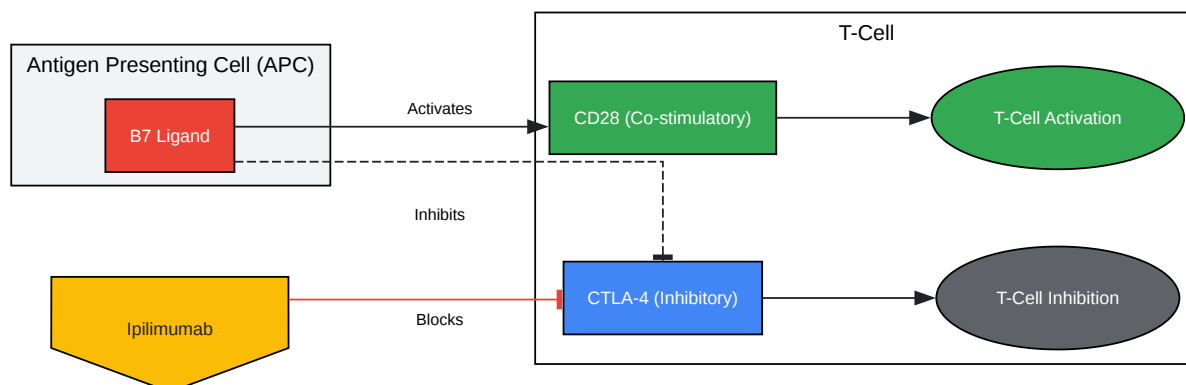 T-Cell
Antigen Presenting Cell (APC)
B7 Ligand
Activates
CD28 (Co-stimulatory)
T-Cell Activation
Inhibits
Ipilimumab
Blocks
CTLA-4 (Inhibitory)
T-Cell Inhibition